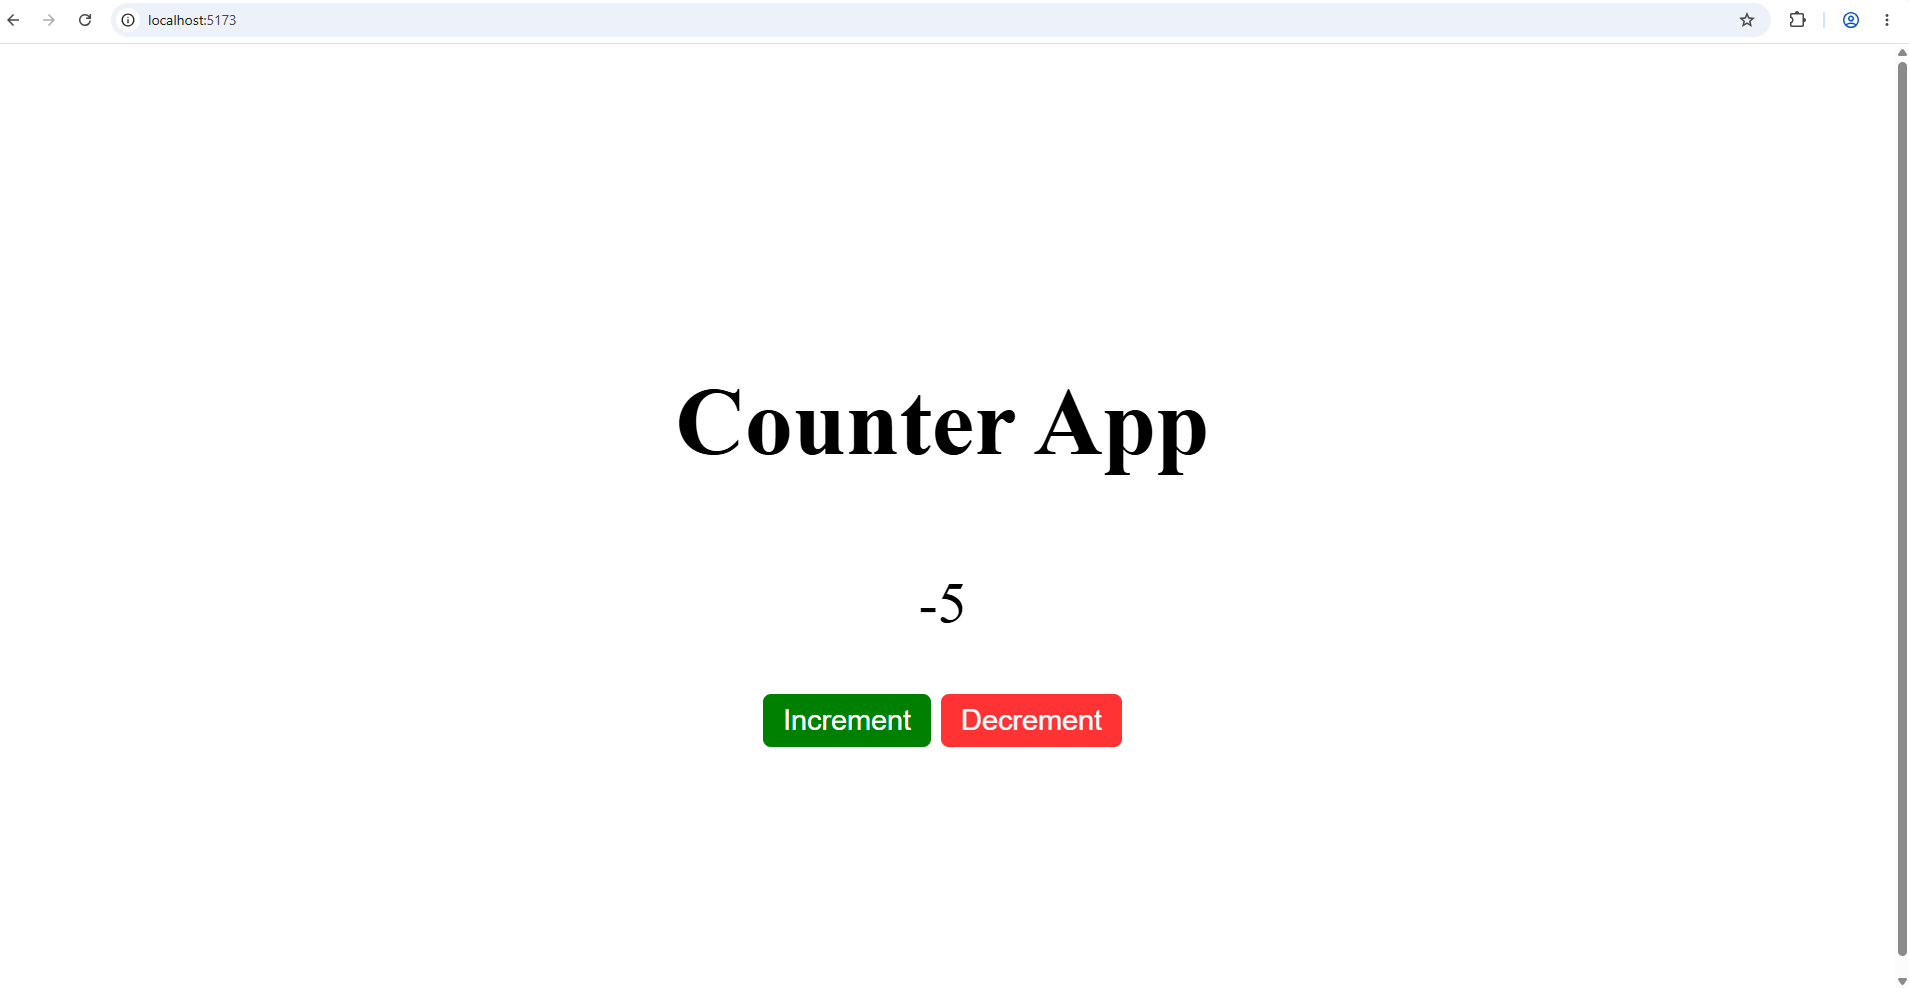 localhost:5173
Counter App
-5
Increment Decrement